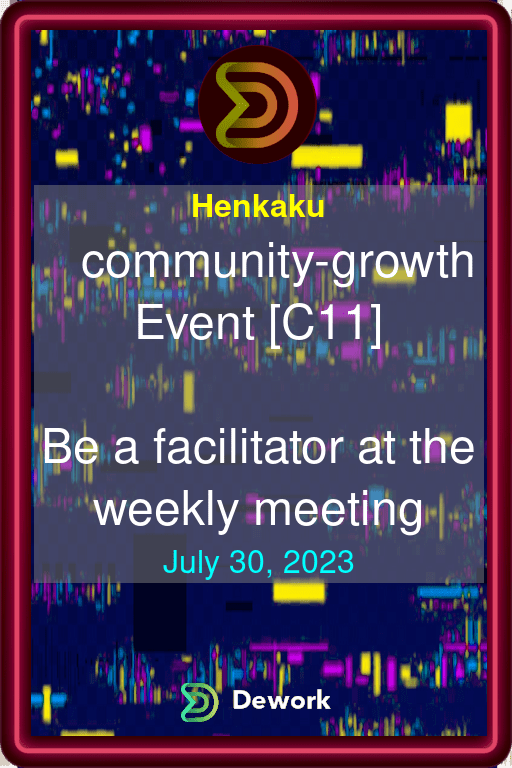 Henkaku
community-growth
Event [C11]
Be a facilitator at the
weekly meeting
July 30, 2023
Dework